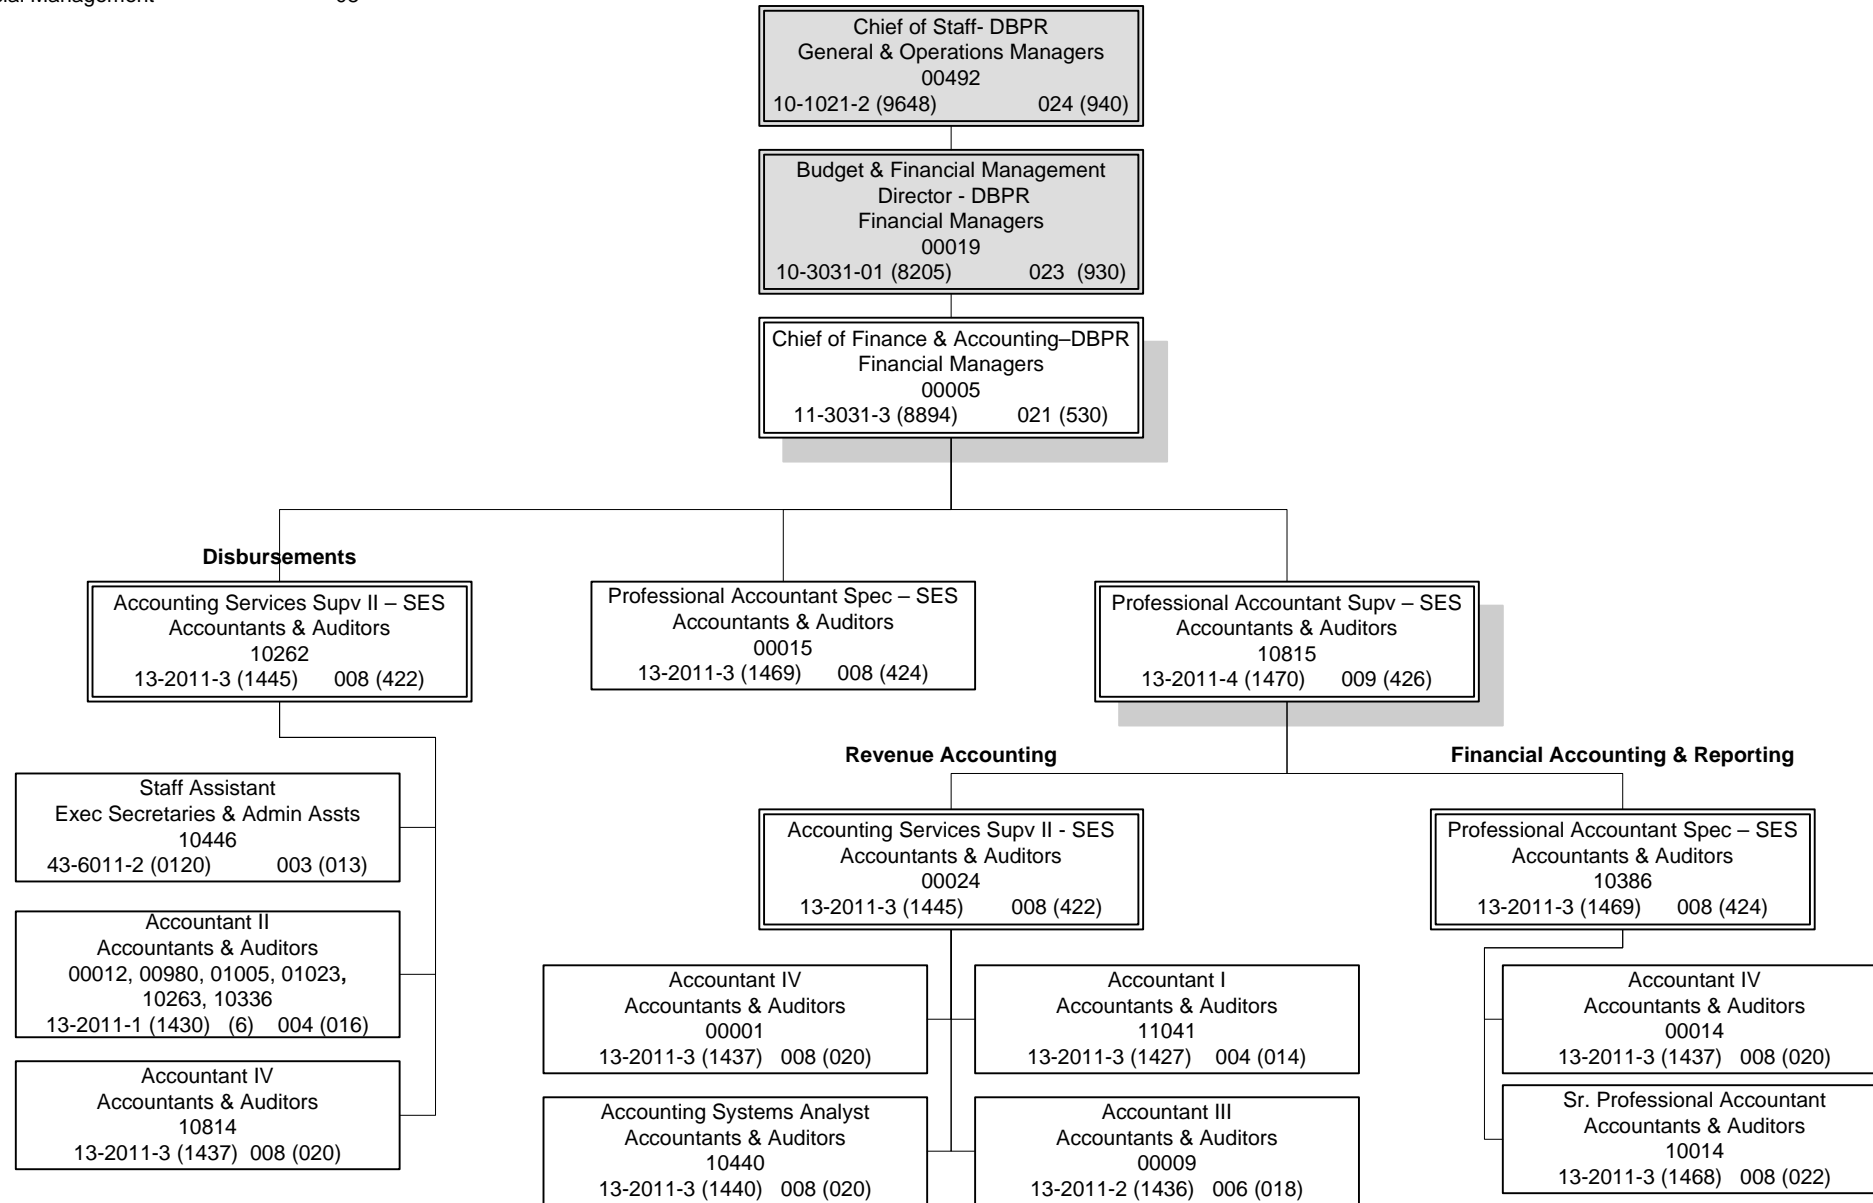 Chief of Staff- DBPR
General & Operations Managers
00492
10-1021-2 (9648) 024 (940)
Budget & Financial Management
Director - DBPR
Financial Managers
00019
10-3031-01 (8205) 023 (930)
Chief of Finance & Accounting–DBPR
Financial Managers
00005
11-3031-3 (8894) 021 (530)
Disbursements
Accounting Services Supv II – SES
Accountants & Auditors
10262
13-2011-3 (1445) 008 (422)
Professional Accountant Spec – SES
Accountants & Auditors
00015
13-2011-3 (1469) 008 (424)
Professional Accountant Supv – SES
Accountants & Auditors
10815
13-2011-4 (1470) 009 (426)
Staff Assistant
Exec Secretaries & Admin Assts
10446
43-6011-2 (0120) 003 (013)
Accountant II
Accountants & Auditors
00012, 00980, 01005, 01023,
10263, 10336
13-2011-1 (1430) (6) 004 (016)
Accountant IV
Accountants & Auditors
10814
13-2011-3 (1437) 008 (020)
Revenue Accounting
Accounting Services Supv II - SES
Accountants & Auditors
00024
13-2011-3 (1445) 008 (422)
Accountant IV
Accountants & Auditors
00001
13-2011-3 (1437) 008 (020)
Accountant I
Accountants & Auditors
11041
13-2011-3 (1427) 004 (014)
Accounting Systems Analyst
Accountants & Auditors
10440
13-2011-3 (1440) 008 (020)
Accountant III
Accountants & Auditors
00009
13-2011-2 (1436) 006 (018)
Financial Accounting & Reporting
Professional Accountant Spec – SES
Accountants & Auditors
10386
13-2011-3 (1469) 008 (424)
Accountant IV
Accountants & Auditors
00014
13-2011-3 (1437) 008 (020)
Sr. Professional Accountant
Accountants & Auditors
10014
13-2011-3 (1468) 008 (022)